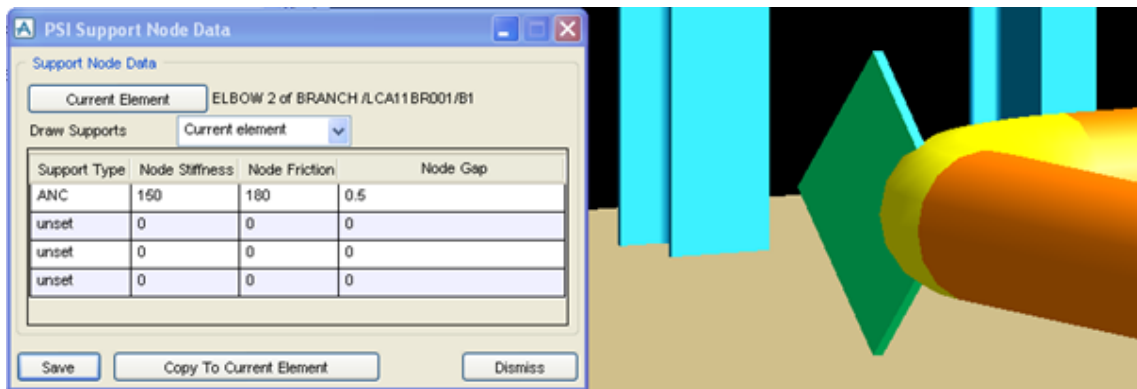 PSI Support Node Data
Support Node Data
Current Element ELBOW 2 of BRANCH /LCA11BR001/B1
Draw Supports Current element
Support Type Node Stiffness Node Friction Node Gap
ANC 150 180 0.5
unset 0 0 0
unset 0 0 0
unset 0 0 0
Save Copy To Current Element Dismiss